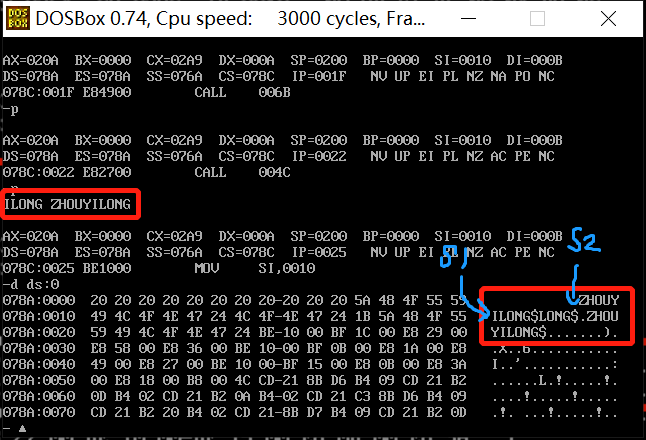 DOSBox 0.74, Cpu speed: 3000 cycles, Fra...
AX=020A BX=0000 CX=02A9 DX=000A SP=0200 BP=0000 SI=0010 DI=000B
DS=078A ES=078A SS=076A CS=078C IP=001F NV UP EI PL NZ NA PO NC
078C:001F E84900 CALL 006B
-p
AX=020A BX=0000 CX=02A9 DX=000A SP=0200 BP=0000 SI=0010 DI=000B
DS=078A ES=078A SS=076A CS=078C IP=0022 NV UP EI PL NZ AC PE NC
078C:0022 E82700 CALL 004C
-p
ILONG ZHOUYILONG
AX=020A BX=0000 CX=02A9 DX=000A SP=0200 BP=0000 SI=0010 DI=000B
DS=078A ES=078A SS=076A CS=078C IP=0025 NV UP EI PL NZ AC PE NC
078C:0025 BE1000 MOV SI,0010
S1
S2
-d ds:0
078A:0000 20 20 20 20 20 20 20 20-20 20 20 5A 48 4F 55 59 ZHOUY
078A:0010 49 4C 4F 4E 47 24 4C 4F-4E 47 24 1B 5A 48 4F 55 ILONG$LONG$.ZHOU
078A:0020 59 49 4C 4F 4E 47 24 BE-10 00 BF 1C 00 E8 29 00 YILONG$.......).
078A:0030 E8 58 00 E8 36 00 BE 10-00 BF 0B 00 E8 1A 00 E8 .X..6...........
078A:0040 49 00 E8 27 00 BE 10 00-BF 15 00 E8 0B 00 E8 3A I..'...........:
078A:0050 00 E8 18 00 B8 00 4C CD-21 8B D6 B4 09 CD 21 B2 ......L.!.....!.
078A:0060 0D B4 02 CD 21 B2 0A B4-02 CD 21 C3 8B D6 B4 09 ....!.....!.....
078A:0070 CD 21 B2 20 B4 02 CD 21-8B D7 B4 09 CD 21 B2 0D .!. ...!.....!..
-